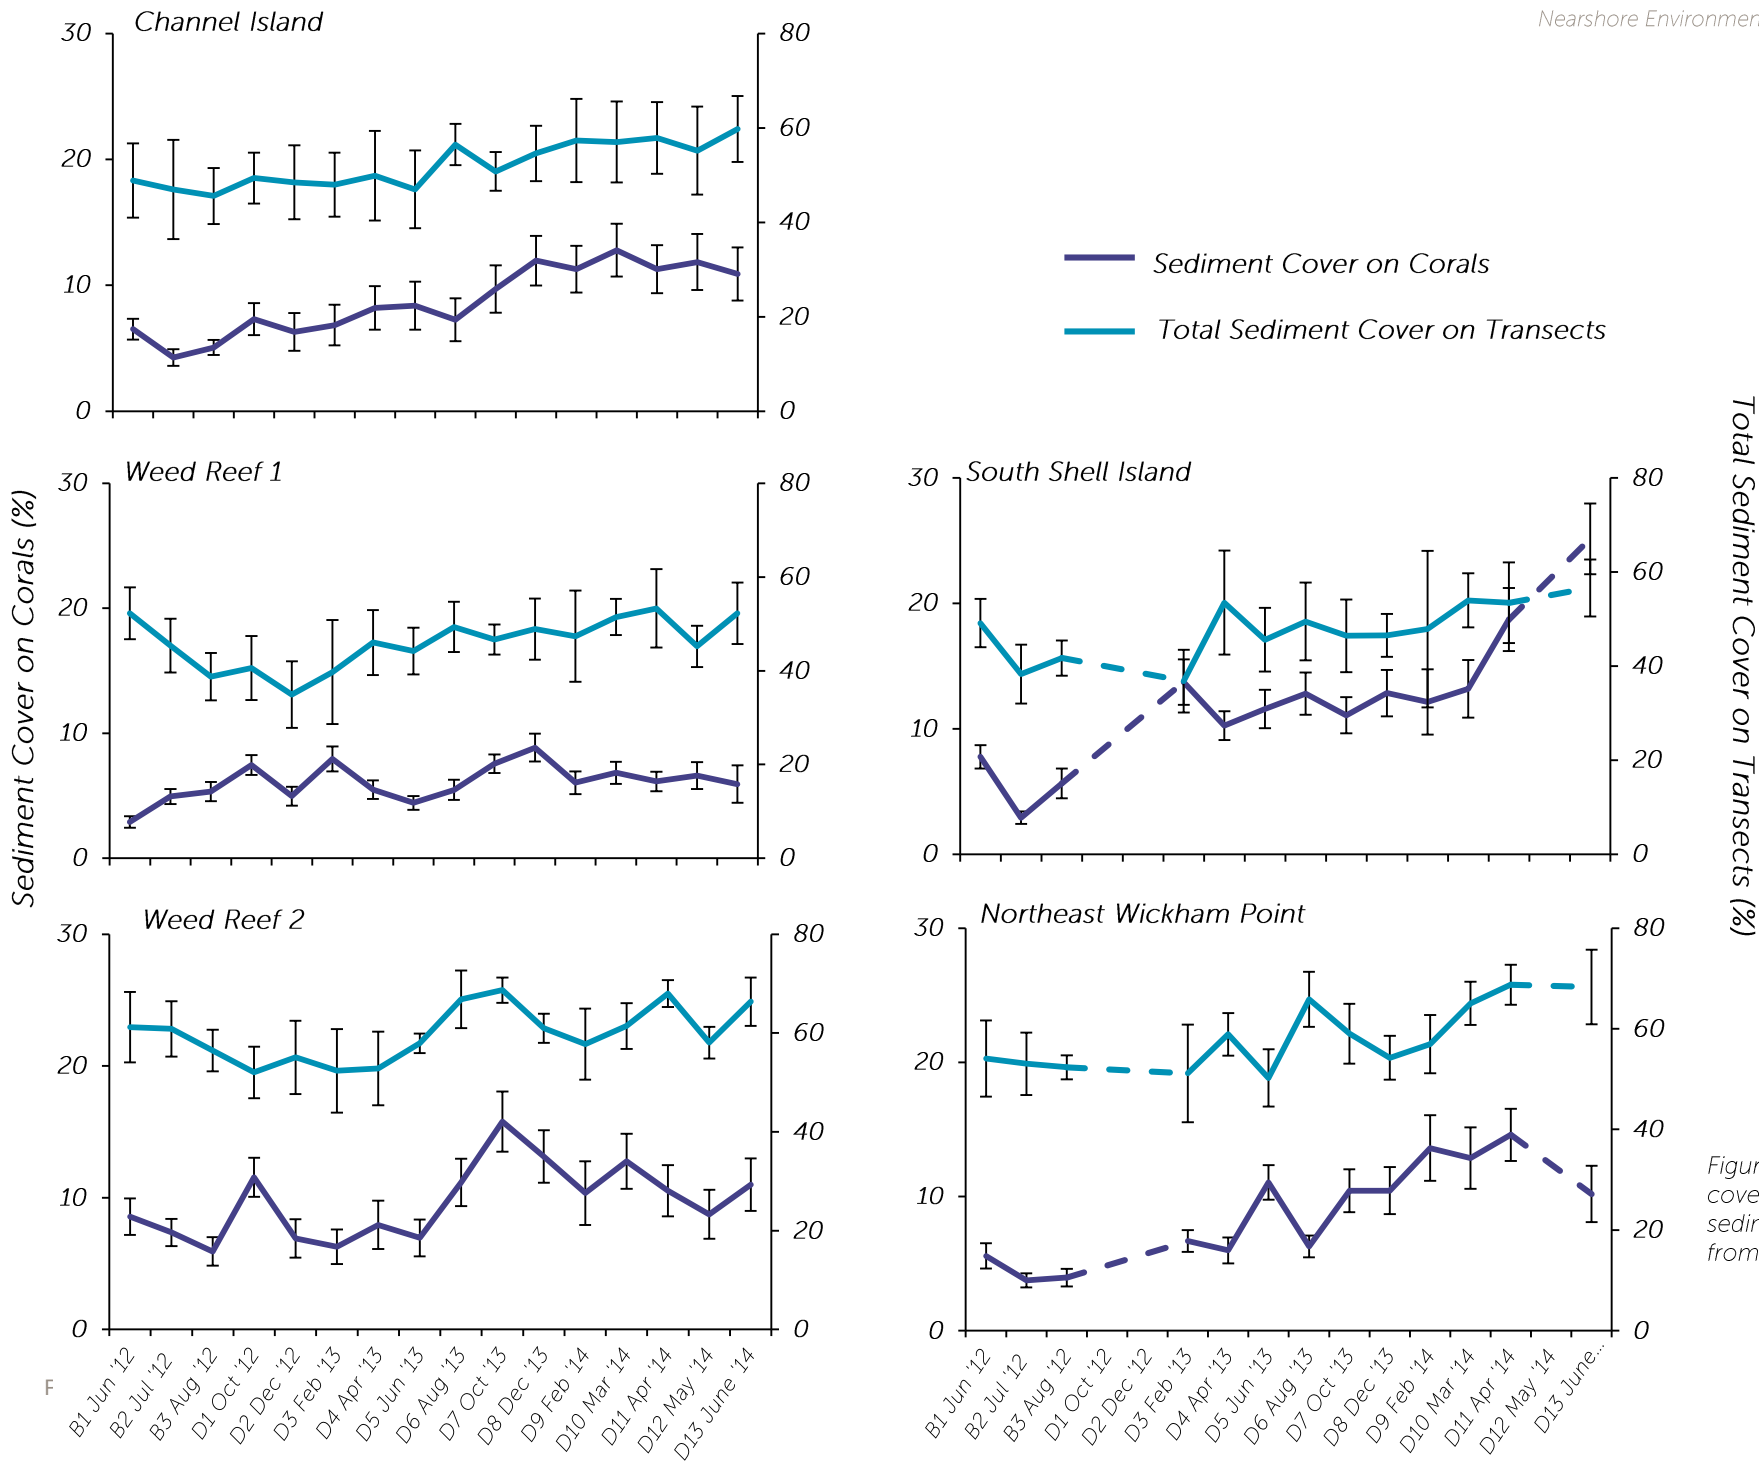 Nearshore Environmen
Channel Island
30
20
10
0
80
60
40
20
0
Sediment Cover on Corals
Total Sediment Cover on Transects
Sediment Cover on Corals (%)
Total Sediment Cover on Transects (%)
Weed Reef 1
30
20
10
0
80
60
40
20
0
South Shell Island
30
20
10
0
80
60
40
20
0
Weed Reef 2
30
20
10
0
80
60
40
20
0
B1 Jun '12
B2 Jul '12
B3 Aug '12
D1 Oct '12
D2 Dec '12
D3 Feb '13
D4 Apr '13
D5 Jun '13
D6 Aug '13
D7 Oct '13
D8 Dec '13
D9 Feb '14
D10 Mar '14
D11 Apr '14
D12 May '14
D13 June '14
Northeast Wickham Point
30
20
10
0
80
60
40
20
0
B1 Jun '12
B2 Jul '12
B3 Aug '12
D1 Oct '12
D2 Dec '12
D3 Feb '13
D4 Apr '13
D5 Jun '13
D6 Aug '13
D7 Oct '13
D8 Dec '13
D9 Feb '14
D10 Mar '14
D11 Apr '14
D12 May '14
D13 June...
Figur
cove
sedir
from
F